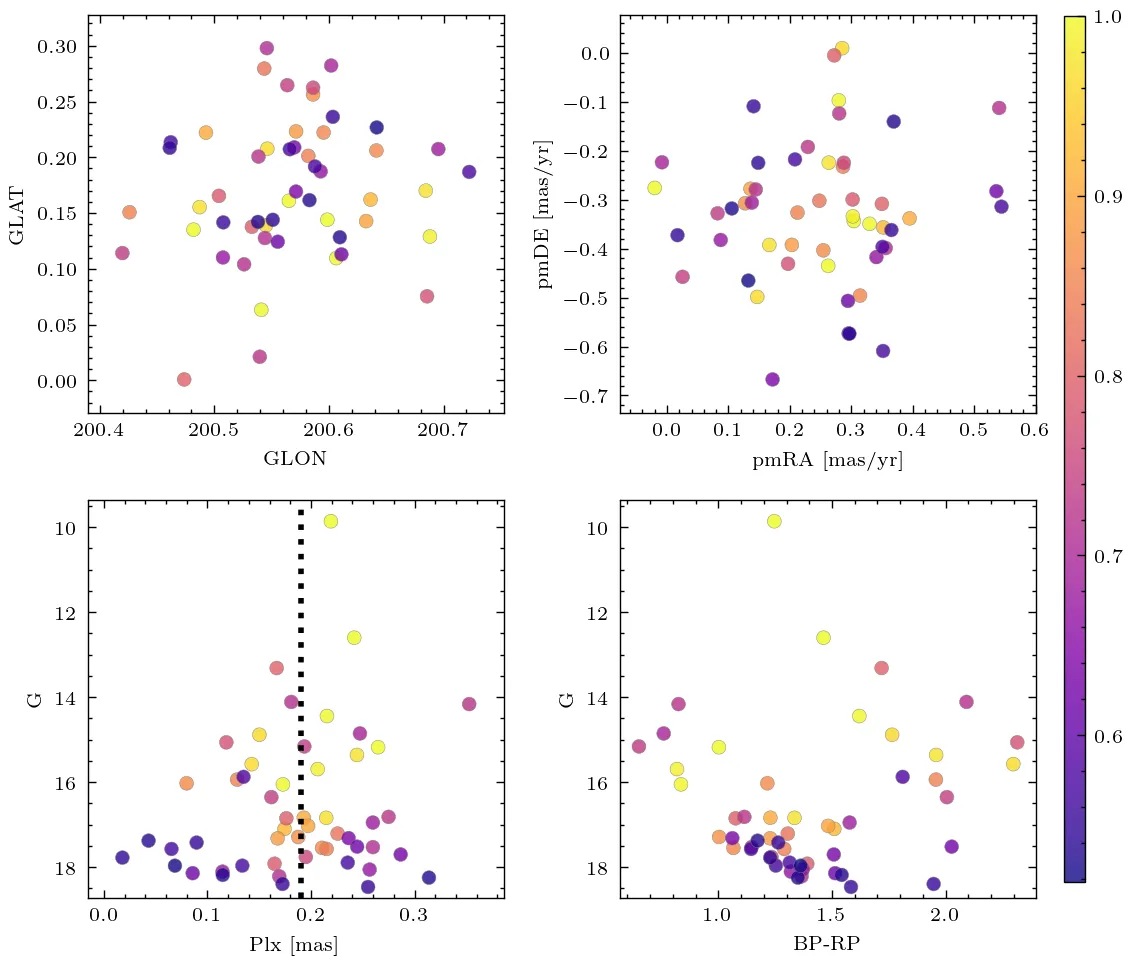 0.30
0.25
0.20
0.15
0.10
0.05
0.00
GLAT
200.4 200.5 200.6 200.7
GLON
0.0
−0.1
−0.2
−0.3
−0.4
−0.5
−0.6
−0.7
pmDE [mas/yr]
0.0 0.1 0.2 0.3 0.4 0.5 0.6
pmRA [mas/yr]
10
12
14
16
18
G
0.0 0.1 0.2 0.3
Plx [mas]
10
12
14
16
18
G
1.0 1.5 2.0
BP-RP
1.0
0.9
0.8
0.7
0.6